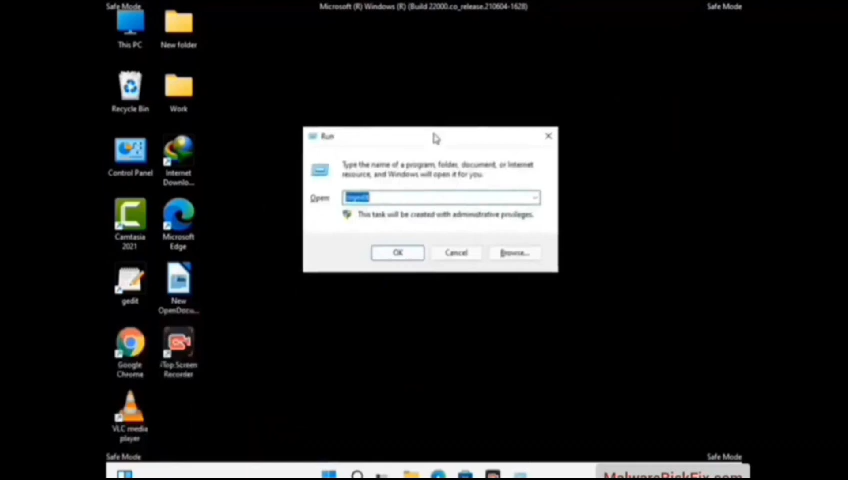 Safe Mode
Microsoft (R) Windows (R) (Build 22000.co_release.210604-1628)
Safe Mode
This PC
New folder
Recycle Bin
Work
Control Panel
Internet
Downlo...
Camtasia
2021
Microsoft
Edge
gedit
New
OpenDocu...
Google
Chrome
iTop Screen
Recorder
VLC media
player
Run
Type the name of a program, folder, document, or Internet
resource, and Windows will open it for you.
Open
This task will be created with administrative privileges.
OK
Cancel
Browse...
Safe Mode
Safe Mode
MalwareRiskFix.com